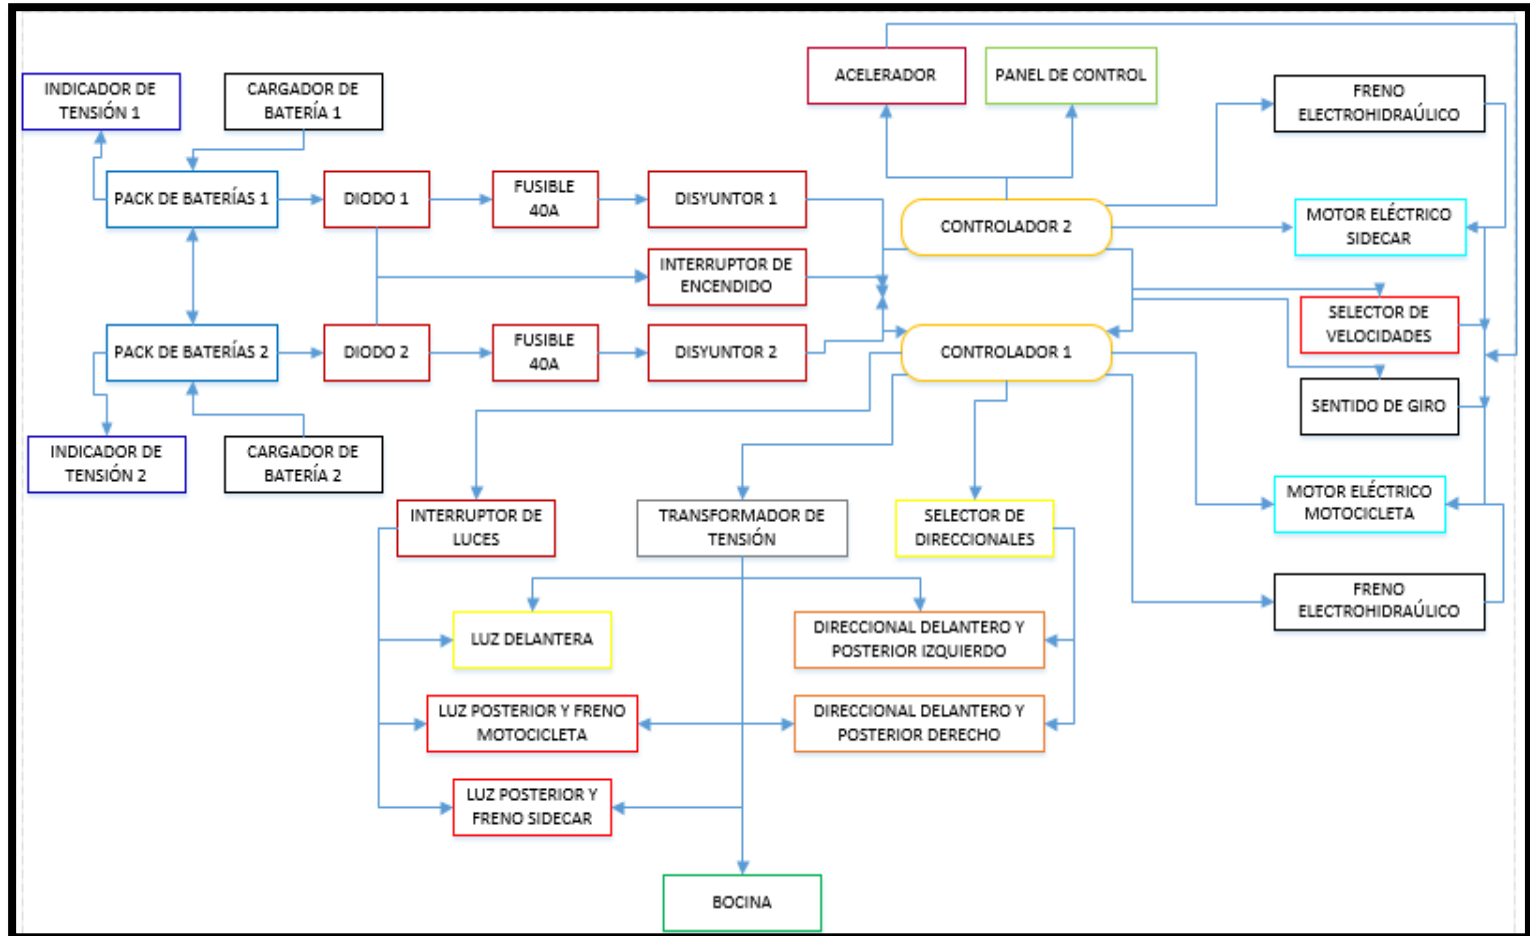 ACELERADOR
PANEL DE CONTROL
INDICADOR DE
TENSIÓN 1
CARGADOR DE
BATERÍA 1
FRENO
ELECTROHIDRAÚLICO
PACK DE BATERÍAS 1
DIODO 1
FUSIBLE
40A
DISYUNTOR 1
CONTROLADOR 2
MOTOR ELÉCTRICO
SIDECAR
INTERRUPTOR DE
ENCENDIDO
SELECTOR DE
VELOCIDADES
PACK DE BATERÍAS 2
DIODO 2
FUSIBLE
40A
DISYUNTOR 2
CONTROLADOR 1
SENTIDO DE GIRO
INDICADOR DE
TENSIÓN 2
CARGADOR DE
BATERÍA 2
MOTOR ELÉCTRICO
MOTOCICLETA
INTERRUPTOR DE
LUCES
TRANSFORMADOR DE
TENSIÓN
SELECTOR DE
DIRECCIONALES
FRENO
ELECTROHIDRAÚLICO
LUZ DELANTERA
DIRECCIONAL DELANTERO Y
POSTERIOR IZQUIERDO
LUZ POSTERIOR Y FRENO
MOTOCICLETA
DIRECCIONAL DELANTERO Y
POSTERIOR DERECHO
LUZ POSTERIOR Y
FRENO SIDECAR
BOCINA